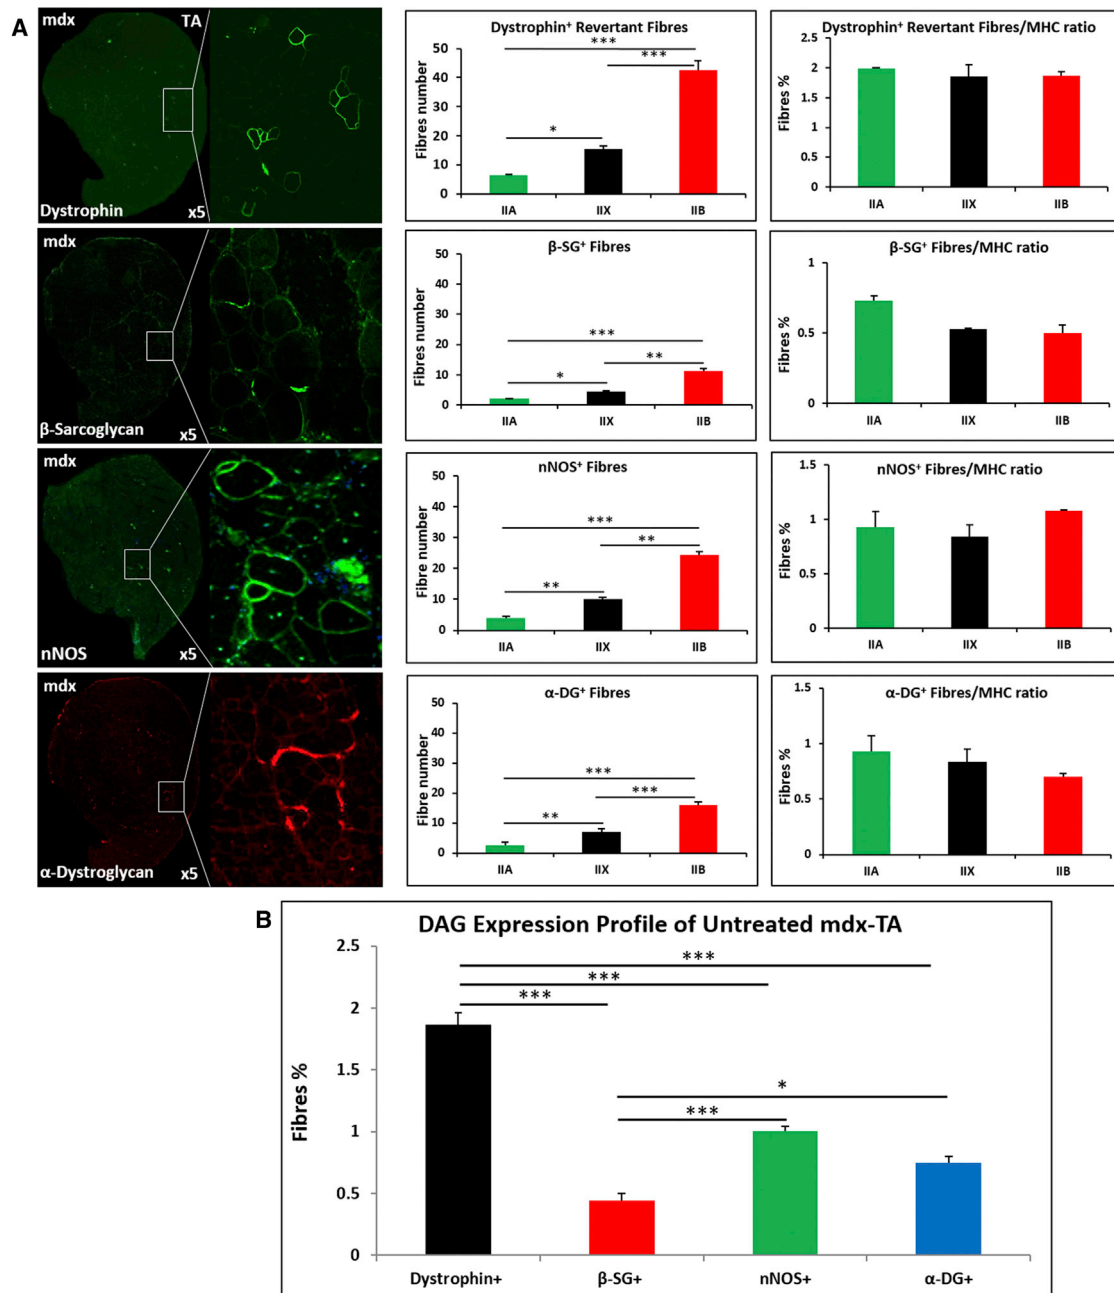 A
mdx
TA
Dystrophin
x5
Dystrophin⁺ Revertant Fibres
***
***
*
Fibres number
50
40
30
20
10
0
IIA
IIX
IIB
Dystrophin⁺ Revertant Fibres/MHC ratio
Fibres %
2.5
2
1.5
1
0.5
0
IIA
IIX
IIB
mdx
β-Sarcoglycan
x5
β-SG⁺ Fibres
***
**
*
Fibres number
50
40
30
20
10
0
IIA
IIX
IIB
β-SG⁺ Fibres/MHC ratio
Fibres %
1
0.5
0
IIA
IIX
IIB
mdx
nNOS
x5
nNOS⁺ Fibres
***
**
**
Fibre number
50
40
30
20
10
0
IIA
IIX
IIB
nNOS⁺ Fibres/MHC ratio
Fibres %
1.5
1
0.5
0
IIA
IIX
IIB
mdx
α-Dystroglycan
x5
α-DG⁺ Fibres
***
***
**
Fibre number
50
40
30
20
10
0
IIA
IIX
IIB
α-DG⁺ Fibres/MHC ratio
Fibres %
1.5
1
0.5
0
IIA
IIX
IIB
B
DAG Expression Profile of Untreated mdx-TA
***
***
***
*
***
Fibres %
2.5
2
1.5
1
0.5
0
Dystrophin+
β-SG+
nNOS+
α-DG+